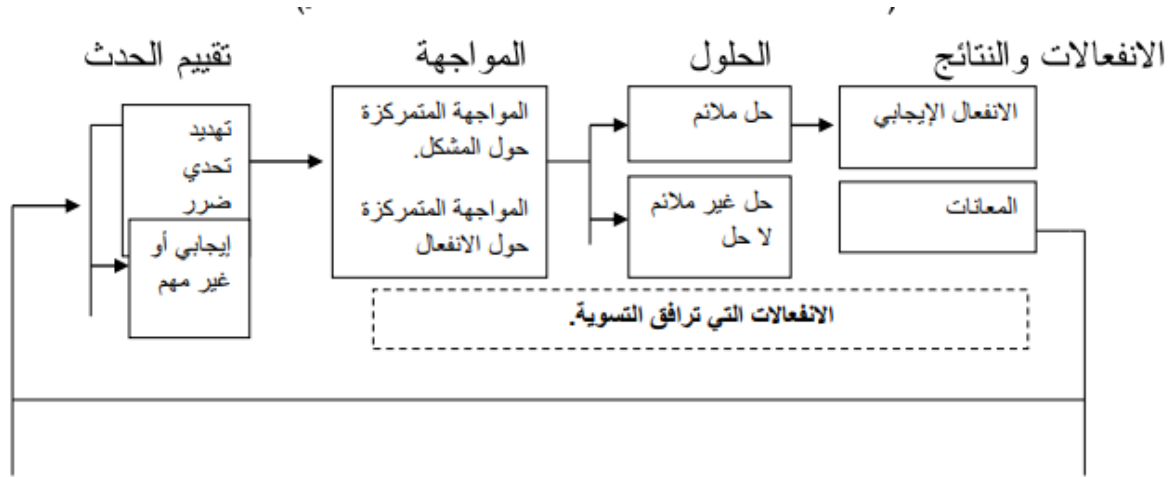 تقييم الحدث
المواجهة
الحلول
الانفعالات والنتائج
تهديد
تحدي
ضرر
إيجابي أو
غير مهم
المواجهة المتمركزة
حول المشكل.
المواجهة المتمركزة
حول الانفعال
حل ملائم
حل غير ملائم
لا حل
الانفعال الإيجابي
المعانات
الانفعالات التي ترافق التسوية.